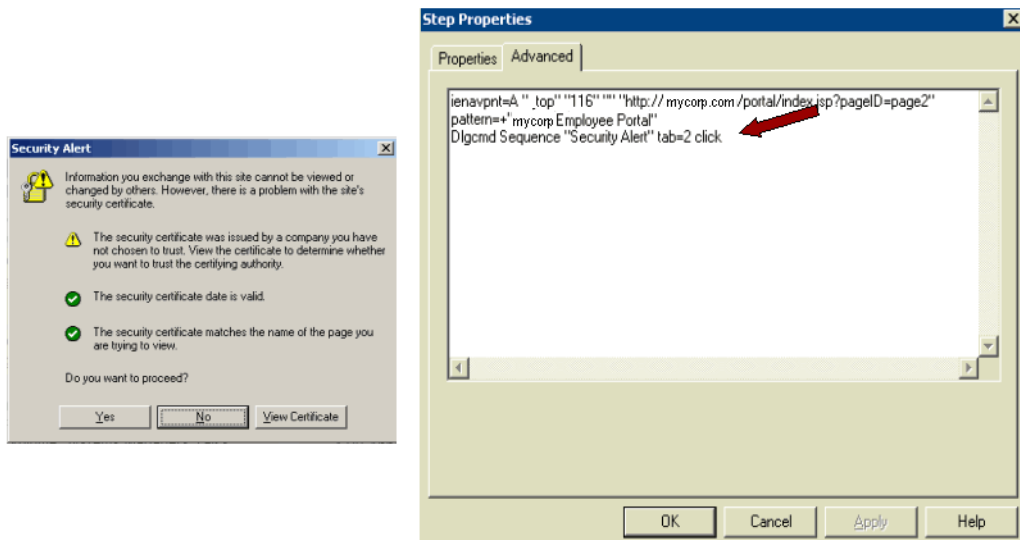 Security Alert
Information you exchange with this site cannot be viewed or
changed by others. However, there is a problem with the site's
security certificate.
The security certificate was issued by a company you have
not chosen to trust. View the certificate to determine whether
you want to trust the certifying authority.
The security certificate date is valid.
The security certificate matches the name of the page you
are trying to view.
Do you want to proceed?
Yes No View Certificate
Step Properties
Properties Advanced
ienavpnt=A "_top" "116" "" "http:// mycorp.com /portal/index.jsp?pageID=page2"
pattern=+"mycorp Employee Portal"
Dlgcmd Sequence "Security Alert" tab=2 click
OK Cancel Apply Help